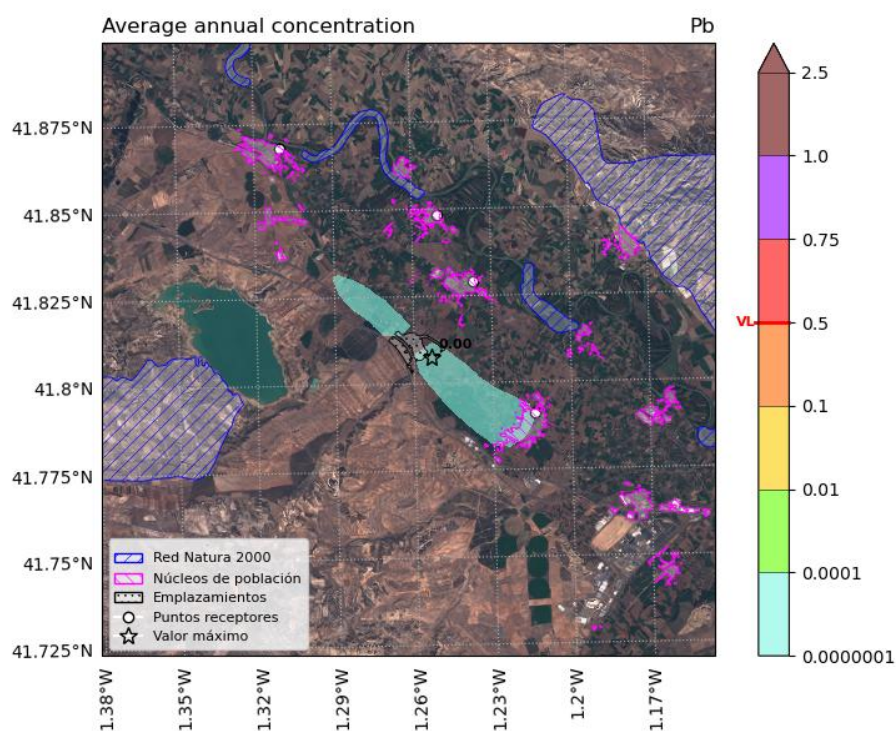 Average annual concentration Pb
41.875°N
41.85°N
41.825°N
41.8°N
41.775°N
41.75°N
41.725°N
0.00
Red Natura 2000
Núcleos de población
Emplazamientos
Puntos receptores
Valor máximo
1.38°W
1.35°W
1.32°W
1.29°W
1.26°W
1.23°W
1.2°W
1.17°W
2.5
1.0
0.75
VL 0.5
0.1
0.01
0.0001
0.0000001